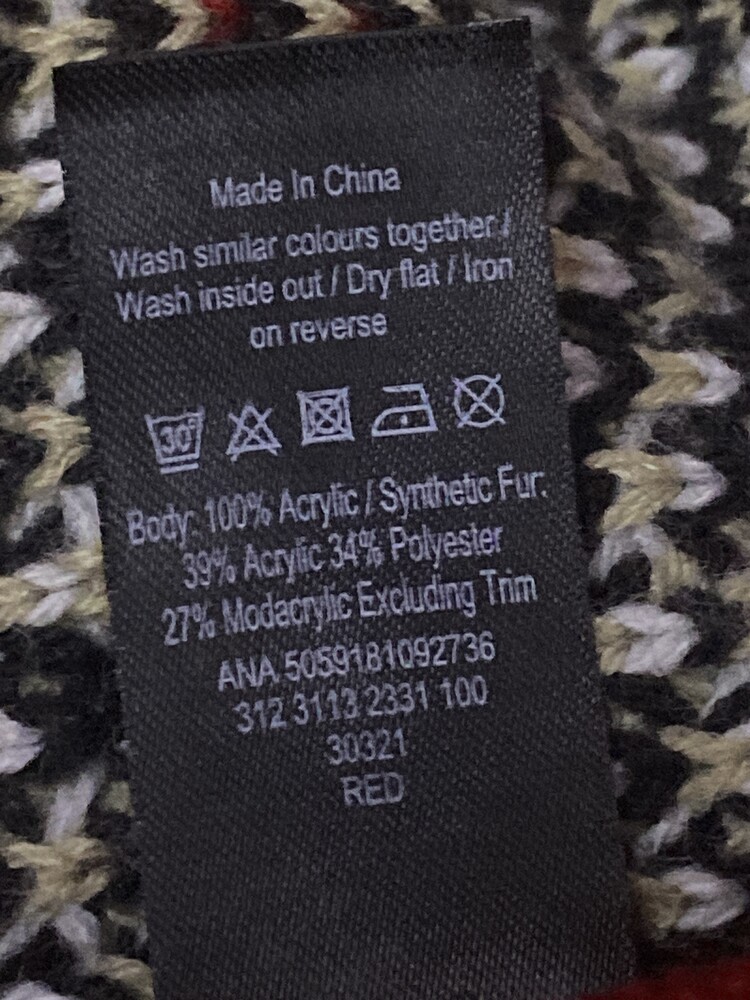 Made In China
Wash similar colours together /
Wash inside out / Dry flat / Iron
on reverse
30°
Body: 100% Acrylic / Synthetic Fur:
39% Acrylic 34% Polyester
27% Modacrylic Excluding Trim
ANA 5059181092736
312 3113 2331 100
30321
RED